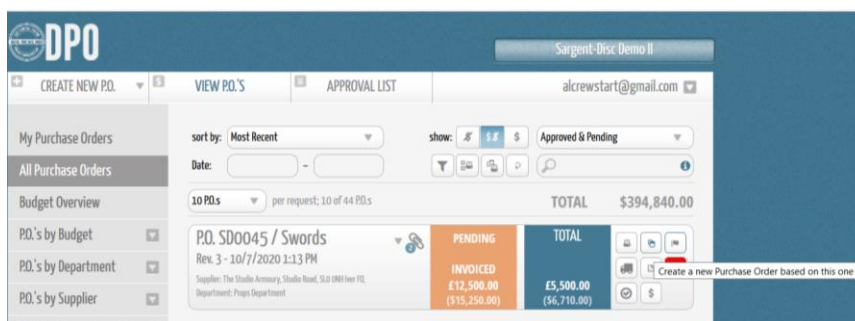 DPO
Sargent-Disc Demo II
CREATE NEW P.O.
VIEW P.O.'S
APPROVAL LIST
alcrewstart@gmail.com
My Purchase Orders
sort by: Most Recent
show: $ $ $ $
Approved & Pending
All Purchase Orders
Date: -
Budget Overview
10 P.O.s per request; 10 of 44 P.O.s
TOTAL $394,840.00
P.O.'s by Budget
P.O.'s by Department
P.O.'s by Supplier
P.O. SD0045 / Swords
2
Rev. 3 - 10/7/2020 1:13 PM
Supplier: The Studio Armoury, Studio Road, SL0 0NH Iver
Department: Props Department
PENDING
INVOICED
£12,500.00
($15,250.00)
TOTAL
£5,500.00
($6,710.00)
$
Create a new Purchase Order based on this one